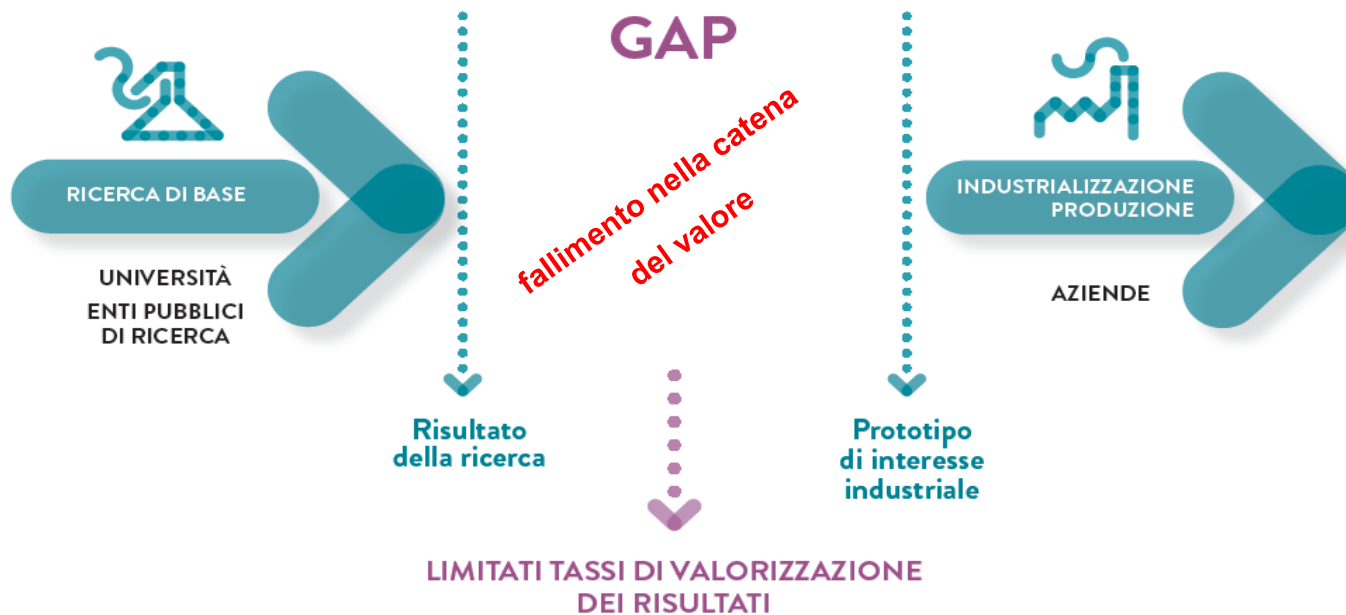 GAP
fallimento nella catena
del valore
RICERCA DI BASE
UNIVERSITÀ
ENTI PUBBLICI
DI RICERCA
INDUSTRIALIZZAZIONE
PRODUZIONE
AZIENDE
Risultato
della ricerca
Prototipo
di interesse
industriale
LIMITATI TASSI DI VALORIZZAZIONE
DEI RISULTATI